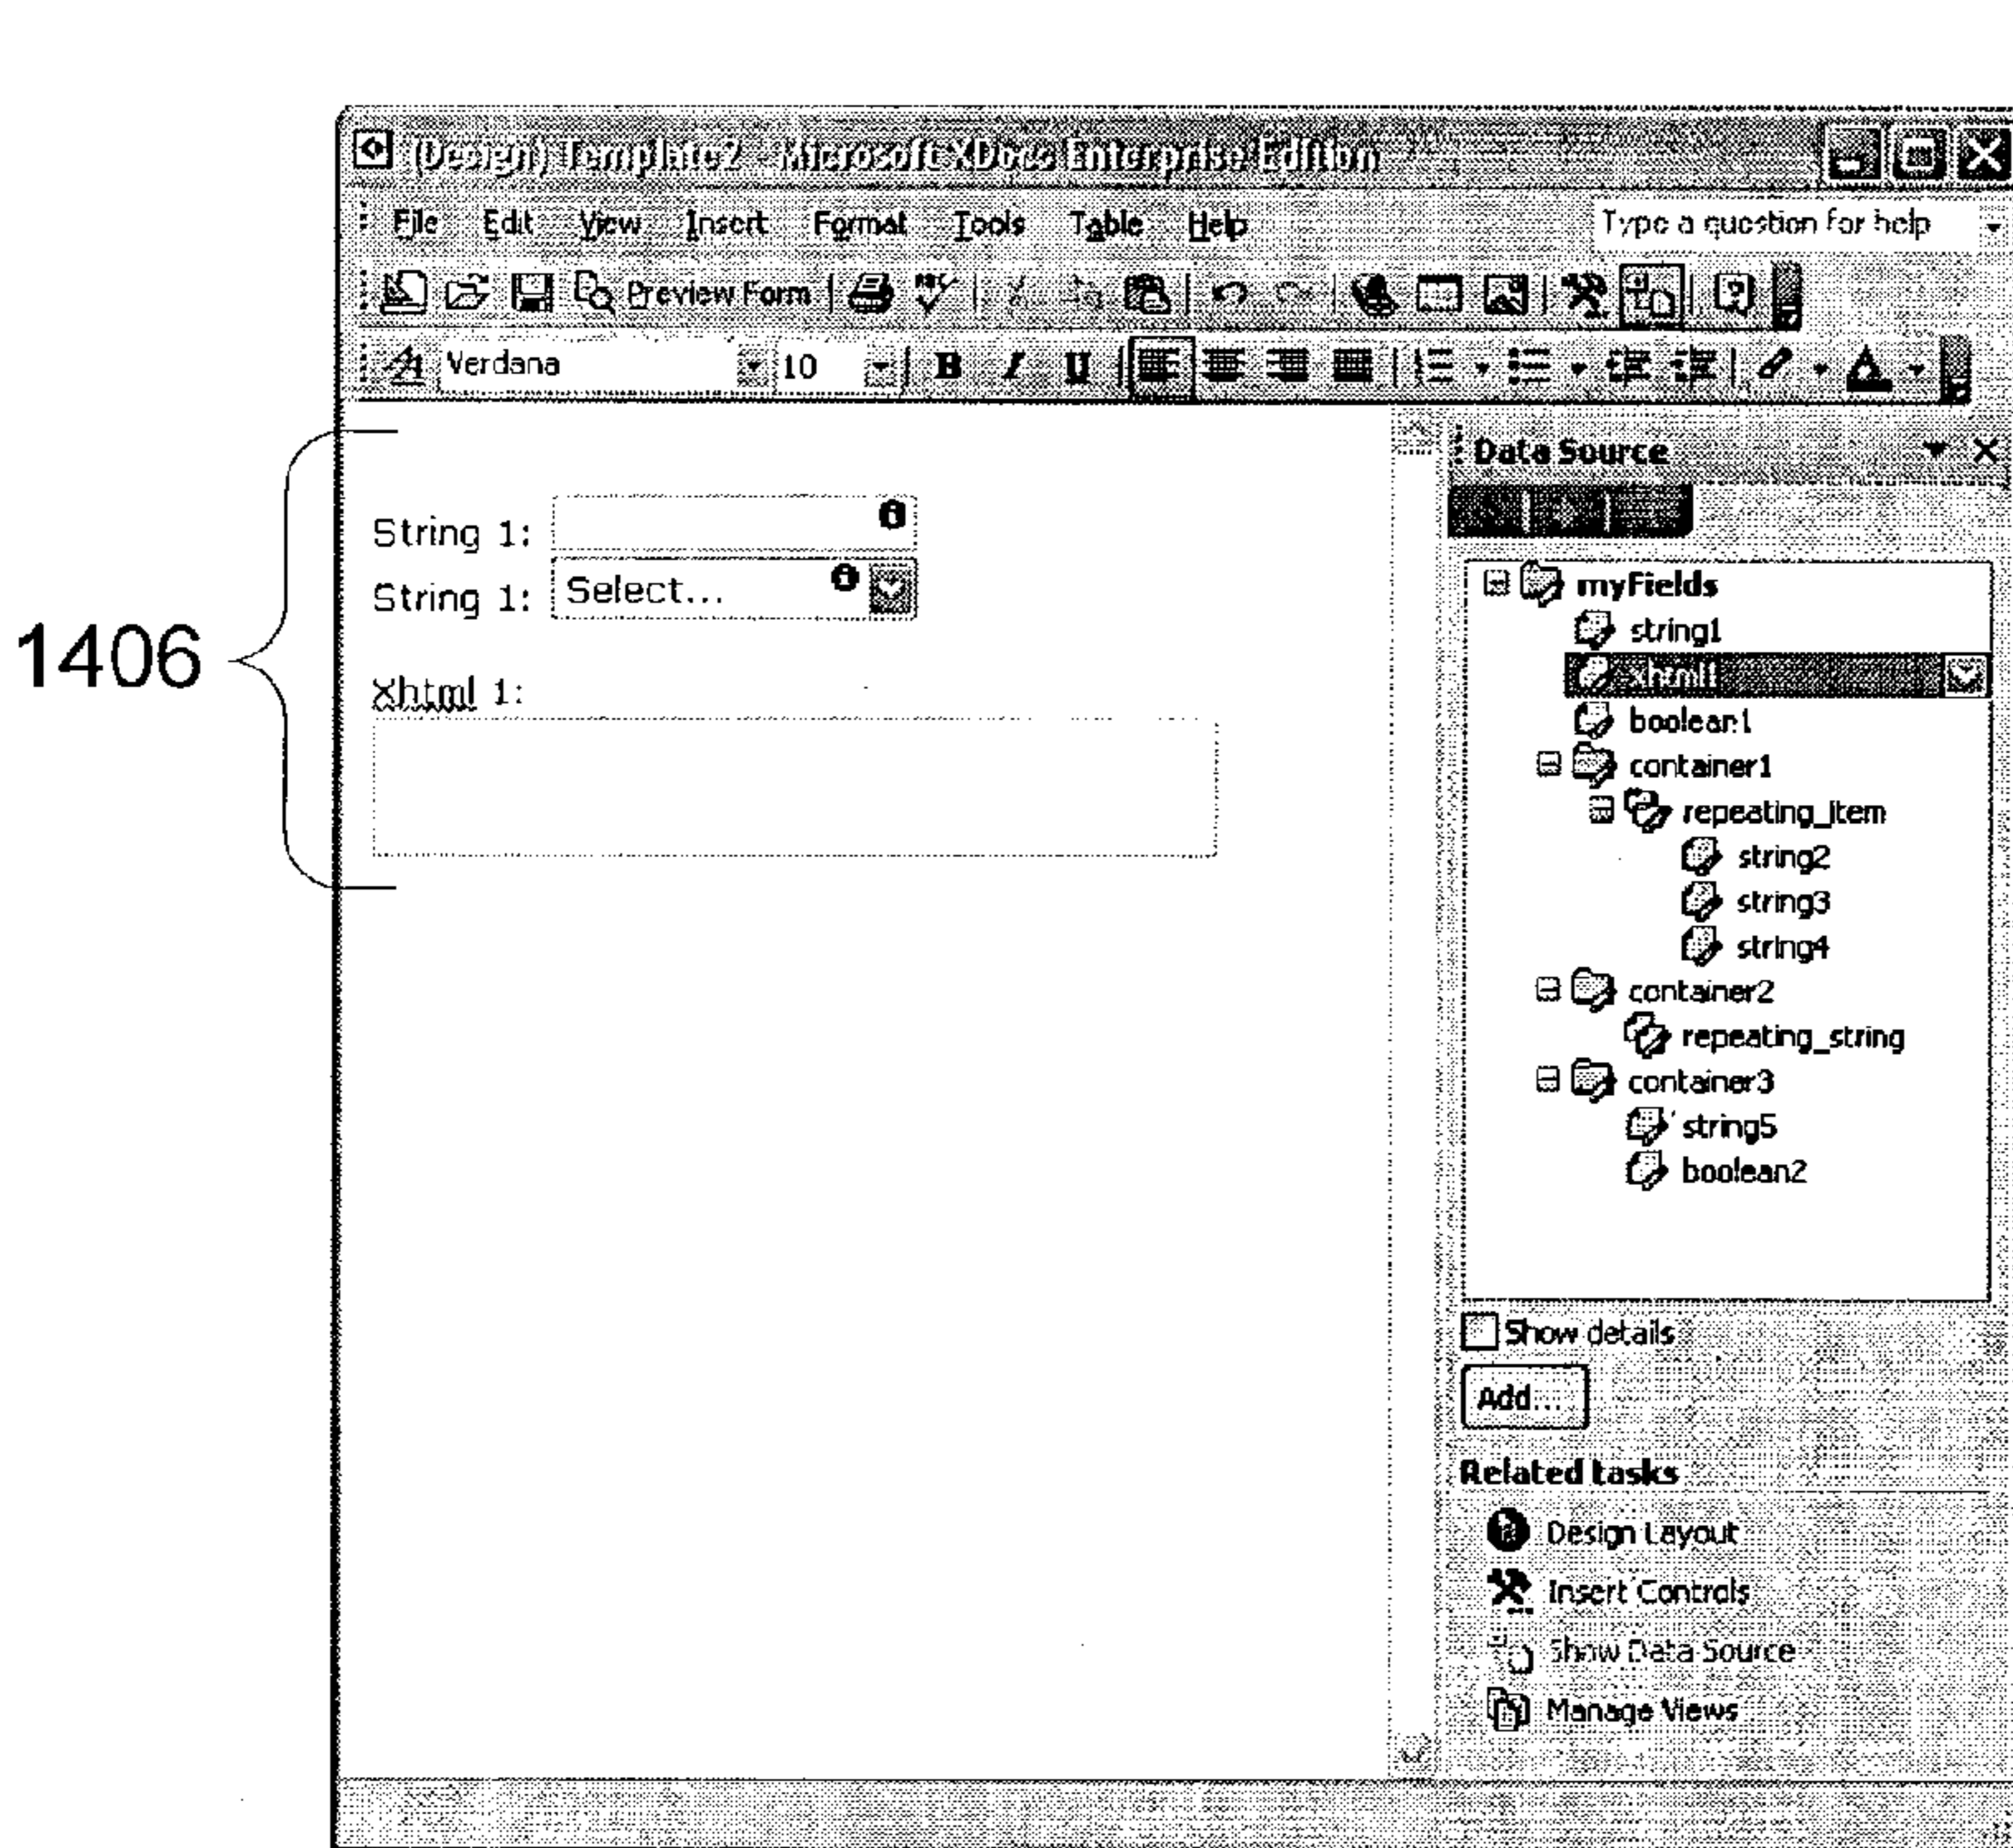 (Design) Template2 - Microsoft XDocs Enterprise Edition
File Edit View Insert Format Tools Table Help Type a question for help
Preview Form ABC
A Verdana 10 B I U A
1406
String 1:
String 1: Select...
Xhtml 1:
Data Source
myFields
string1
xhtml1
boolean1
container1
repeating_item
string2
string3
string4
container2
repeating_string
container3
string5
boolean2
Show details
Add...
Related tasks
Design Layout
Insert Controls
Show Data Source
Manage Views